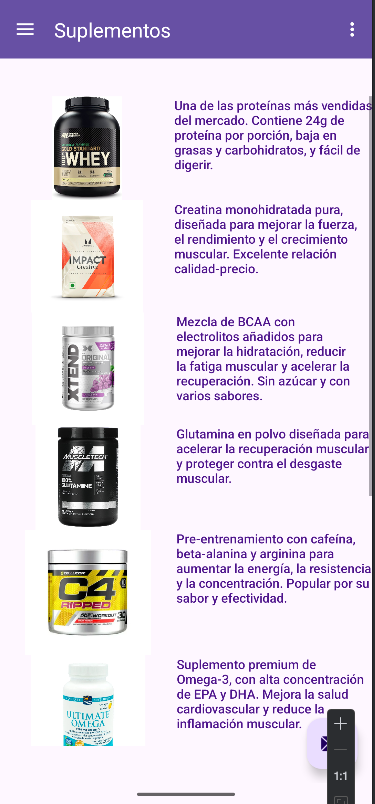 Suplementos
Una de las proteínas más vendidas
del mercado. Contiene 24g de
proteína por porción, baja en
grasas y carbohidratos, y fácil de
digerir.
GOLD STANDARD
100% WHEY
Creatina monohidratada pura,
diseñada para mejorar la fuerza,
el rendimiento y el crecimiento
muscular. Excelente relación
calidad-precio.
IMPACT
Creatine
Mezcla de BCAA con
electrolitos añadidos para
mejorar la hidratación, reducir
la fatiga muscular y acelerar la
recuperación. Sin azúcar y con
varios sabores.
XTEND
ORIGINAL
Glutamina en polvo diseñada para
acelerar la recuperación muscular
y proteger contra el desgaste
muscular.
MUSCLETECH
100%
GLUTAMINE
Pre-entrenamiento con cafeína,
beta-alanina y arginina para
aumentar la energía, la resistencia
y la concentración. Popular por su
sabor y efectividad.
CELLUCOR
C4
RIPPED
PRE-WORKOUT
30
Suplemento premium de
Omega-3, con alta concentración
de EPA y DHA. Mejora la salud
cardiovascular y reduce la
inflamación muscular.
ULTIMATE
OMEGA
1:1